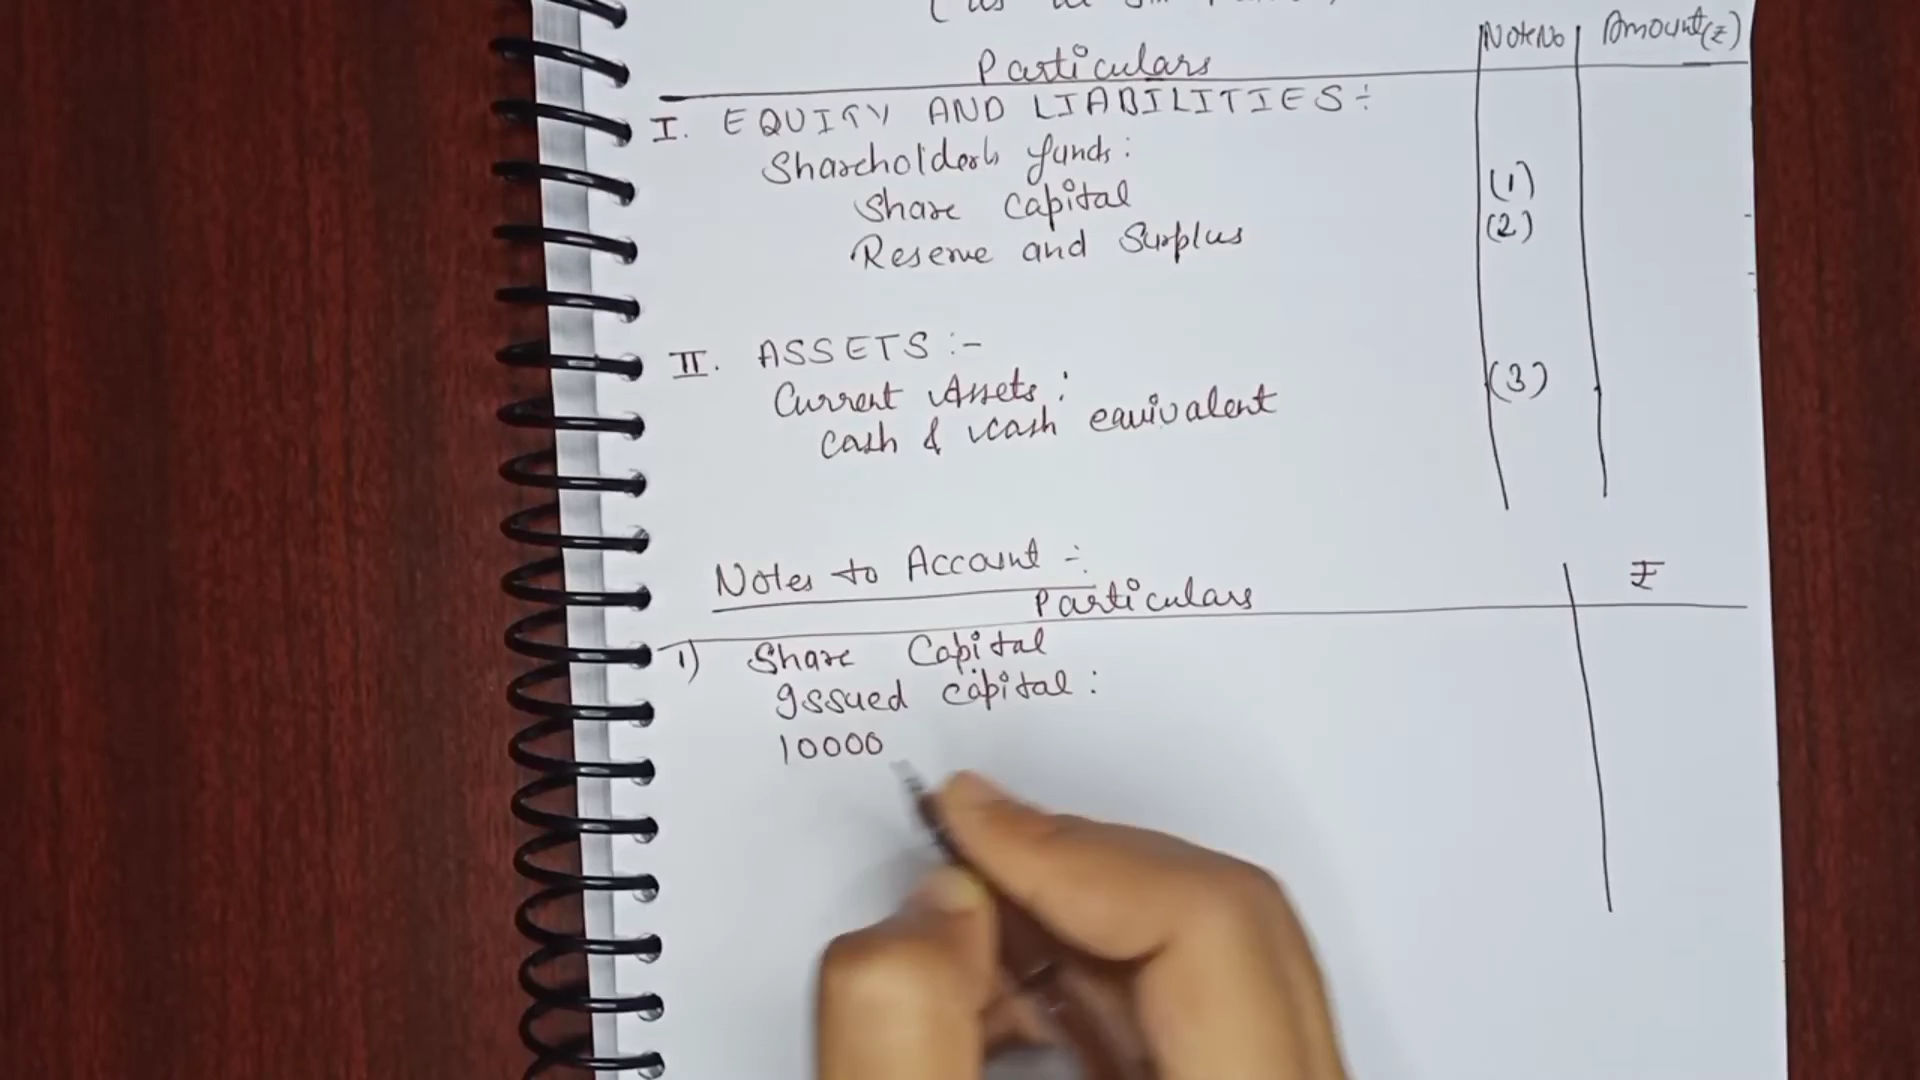 Particulars Note No Amount(₹)
I. EQUITY AND LIABILITIES :
Shareholder's funds:
Share Capital (1)
Reserve and Surplus (2)
II. ASSETS :-
Current Assets : (3)
cash & cash equivalent
Notes to Account :-
Particulars ₹
1) Share Capital
Issued capital :
10000